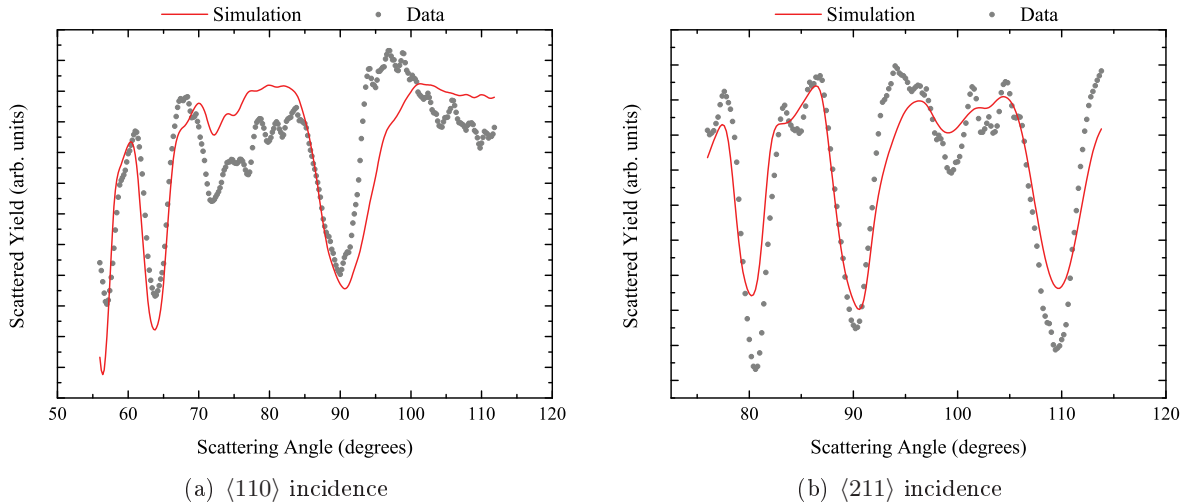 Simulation Data
Scattered Yield (arb. units)
50 60 70 80 90 100 110 120
Scattering Angle (degrees)
(a) ⟨110⟩ incidence
Simulation Data
Scattered Yield (arb. units)
80 90 100 110 120
Scattering Angle (degrees)
(b) ⟨211⟩ incidence